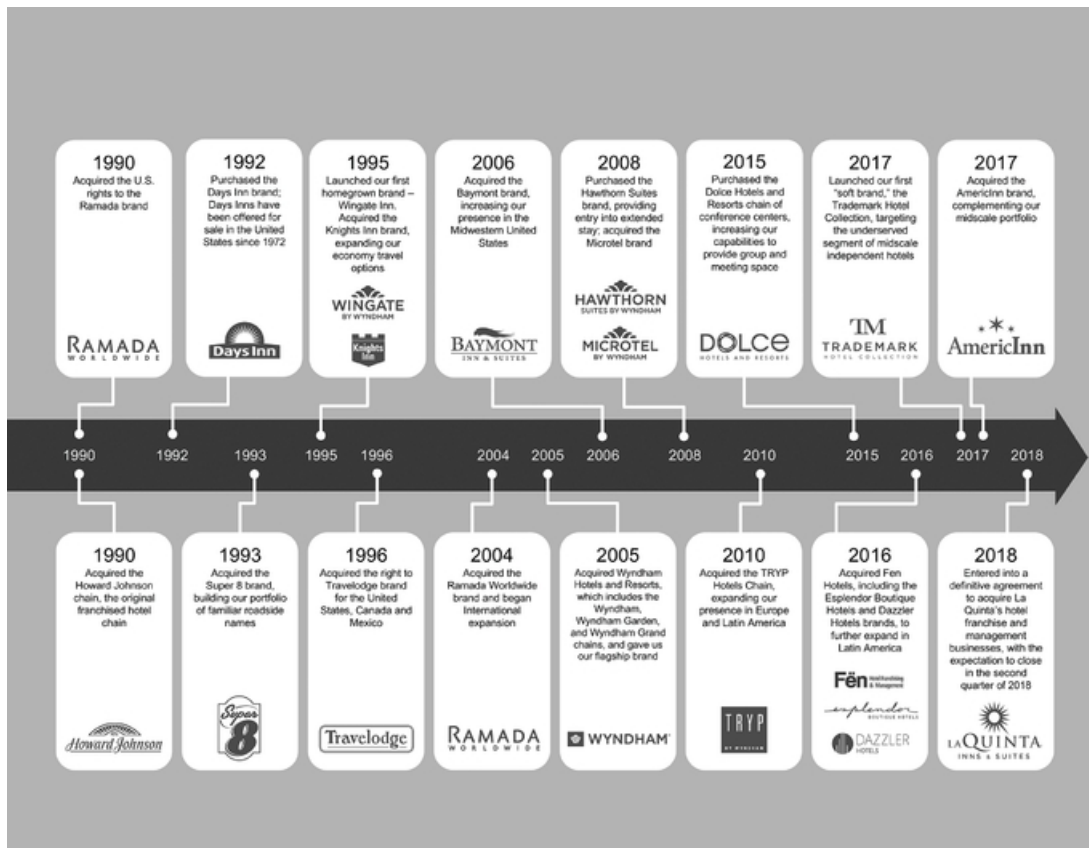 1990
Acquired the U.S.
rights to the
Ramada brand
RAMADA
WORLDWIDE
1992
Purchased the
Days Inn brand;
Days Inns have
been offered for
sale in the United
States since 1972
Days Inn
1995
Launched our first
homegrown brand –
Wingate Inn.
Acquired the
Knights Inn brand,
expanding our
economy travel
options
WINGATE
BY WYNDHAM
Knights
Inn
2006
Acquired the
Baymont brand,
increasing our
presence in the
Midwestern United
States
BAYMONT
INN & SUITES
2008
Purchased the
Hawthorn Suites
brand, providing
entry into extended
stay; acquired the
Microtel brand
HAWTHORN
SUITES BY WYNDHAM
MICROTEL
BY WYNDHAM
2015
Purchased the
Dolce Hotels and
Resorts chain of
conference centers,
increasing our
capabilities to
provide group and
meeting space
DOLCE
HOTELS AND RESORTS
2017
Launched our first
"soft brand," the
Trademark Hotel
Collection, targeting
the underserved
segment of midscale
independent hotels
TM
TRADEMARK
HOTEL COLLECTION
2017
Acquired the
AmericInn brand,
complementing our
midscale portfolio
AmericInn
1990 1992 1993 1995 1996 2004 2005 2006 2008 2010 2015 2016 2017 2018
1990
Acquired the
Howard Johnson
chain, the original
franchised hotel
chain
Howard Johnson
1993
Acquired the
Super 8 brand,
building our portfolio
of familiar roadside
names
Super
8
1996
Acquired the right to
Travelodge brand
for the United
States, Canada and
Mexico
Travelodge
2004
Acquired the
Ramada Worldwide
brand and began
International
expansion
RAMADA
WORLDWIDE
2005
Acquired Wyndham
Hotels and Resorts,
which includes the
Wyndham,
Wyndham Garden,
and Wyndham Grand
chains, and gave us
our flagship brand
WYNDHAM
2010
Acquired the TRYP
Hotels Chain,
expanding our
presence in Europe
and Latin America
TRYP
BY WYNDHAM
2016
Acquired Fen
Hotels, including the
Esplendor Boutique
Hotels and Dazzler
Hotels brands, to
further expand in
Latin America
Fën Hotel Franchising
& Management
esplendor
BOUTIQUE HOTELS
DAZZLER
HOTELS
2018
Entered into a
definitive agreement
to acquire La
Quinta's hotel
franchise and
management
businesses, with the
expectation to close
in the second
quarter of 2018
LAQUINTA
INNS & SUITES